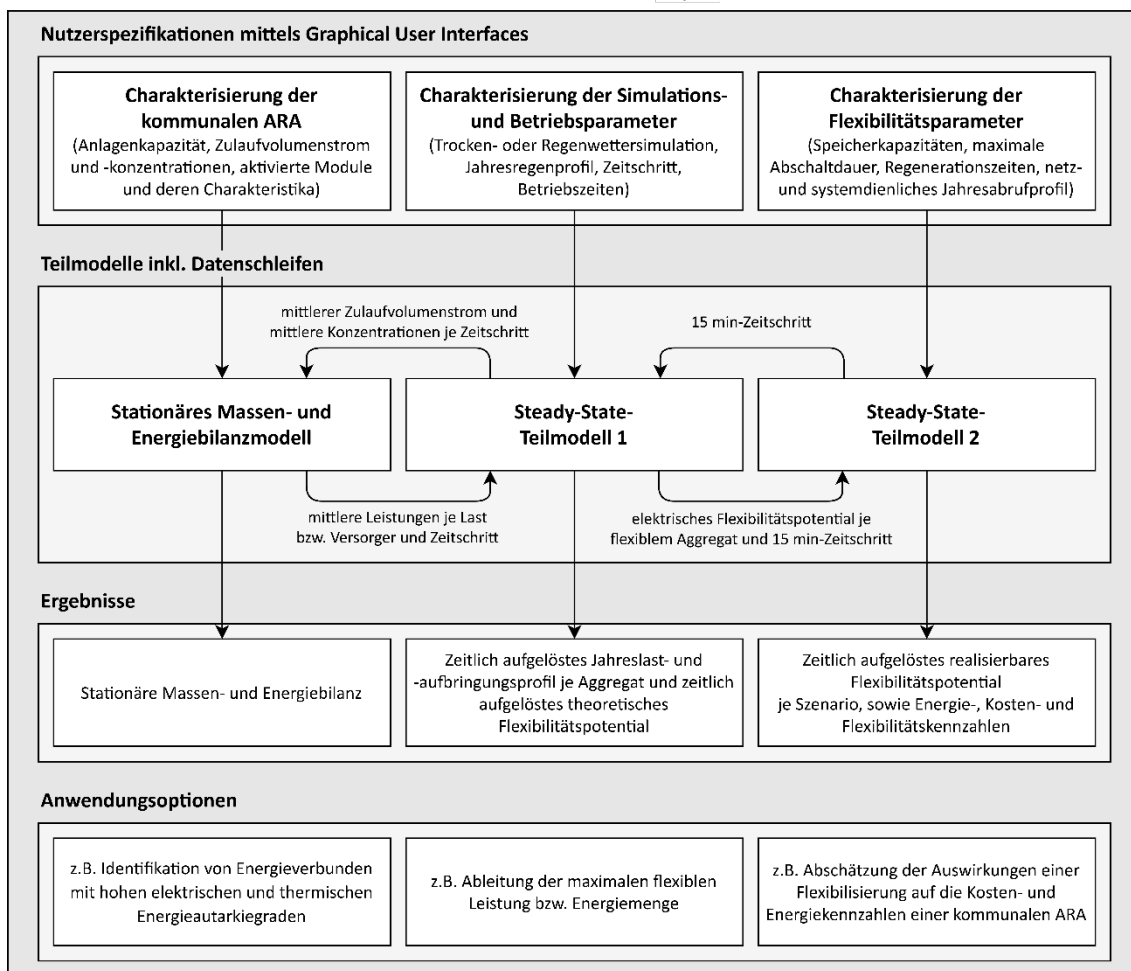 Nutzerspezifikationen mittels Graphical User Interfaces
Charakterisierung der
kommunalen ARA
(Anlagenkapazität, Zulaufvolumenstrom
und -konzentrationen, aktivierte Module
und deren Charakteristika)
Charakterisierung der Simulations-
und Betriebsparameter
(Trocken- oder Regenwettersimulation,
Jahresregenprofil, Zeitschritt,
Betriebszeiten)
Charakterisierung der
Flexibilitätsparameter
(Speicherkapazitäten, maximale
Abschaltdauer, Regenerationszeiten, netz-
und systemdienliches Jahresabrufprofil)
Teilmodelle inkl. Datenschleifen
mittlerer Zulaufvolumenstrom und
mittlere Konzentrationen je Zeitschritt
15 min-Zeitschritt
Stationäres Massen- und
Energiebilanzmodell
Steady-State-
Teilmodell 1
Steady-State-
Teilmodell 2
mittlere Leistungen je Last
bzw. Versorger und Zeitschritt
elektrisches Flexibilitätspotential je
flexiblem Aggregat und 15 min-Zeitschritt
Ergebnisse
Stationäre Massen- und Energiebilanz
Zeitlich aufgelöstes Jahreslast- und
-aufbringungsprofil je Aggregat und zeitlich
aufgelöstes theoretisches
Flexibilitätspotential
Zeitlich aufgelöstes realisierbares
Flexibilitätspotential
je Szenario, sowie Energie-, Kosten- und
Flexibilitätskennzahlen
Anwendungsoptionen
z.B. Identifikation von Energieverbunden
mit hohen elektrischen und thermischen
Energieautarkiegraden
z.B. Ableitung der maximalen flexiblen
Leistung bzw. Energiemenge
z.B. Abschätzung der Auswirkungen einer
Flexibilisierung auf die Kosten- und
Energiekennzahlen einer kommunalen ARA